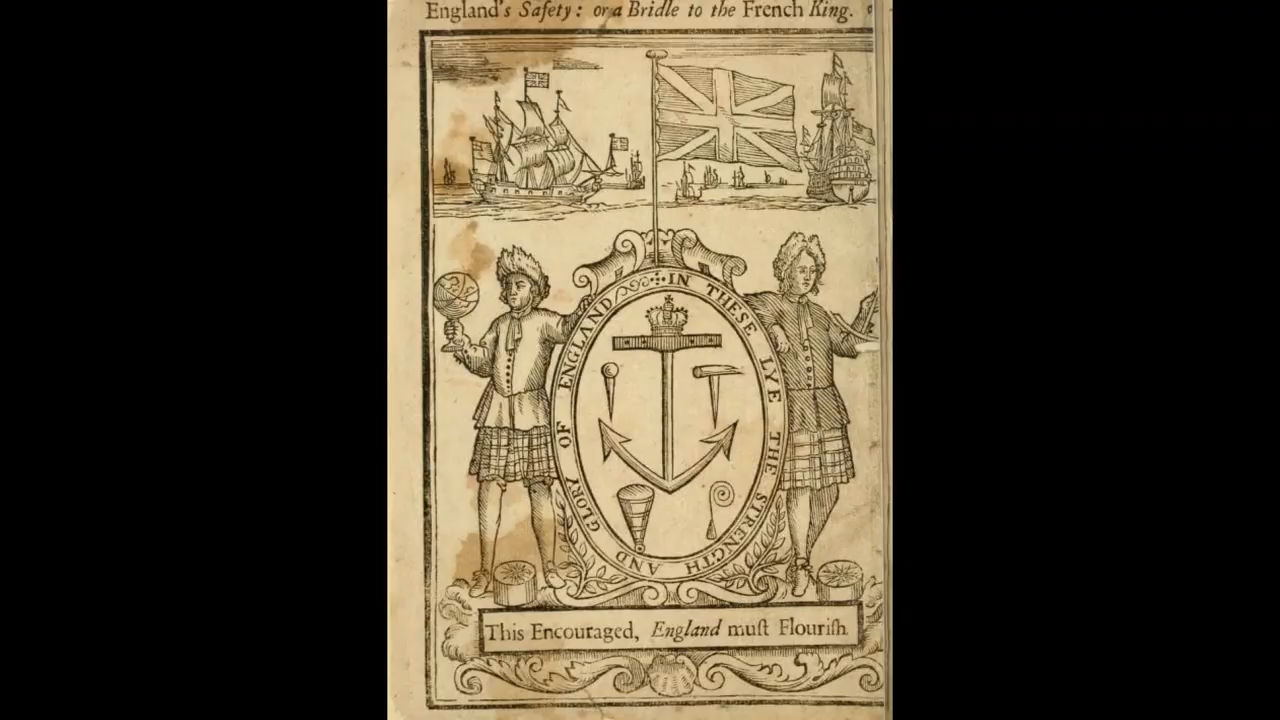 England's Safety: or a Bridle to the French King.
IN THESE LYE THE STRENGTH AND GLORY OF ENGLAND
This Encouraged, England must Flourish